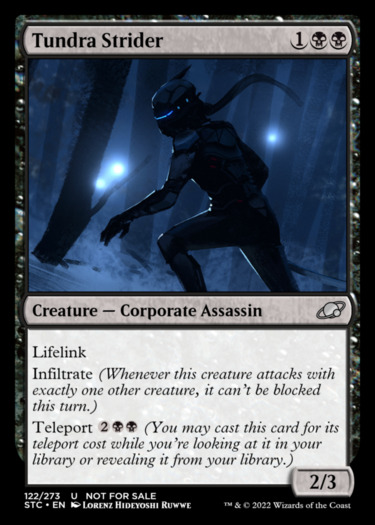 Tundra Strider 1
Creature — Corporate Assassin
Lifelink
Infiltrate (Whenever this creature attacks with
exactly one other creature, it can't be blocked
this turn.)
Teleport 2 (You may cast this card for its
teleport cost while you're looking at it in your
library or revealing it from your library.)
2/3
122/273 U NOT FOR SALE
STC • EN Lorenz Hideyoshi Ruwwe
™ & © 2022 Wizards of the Coast